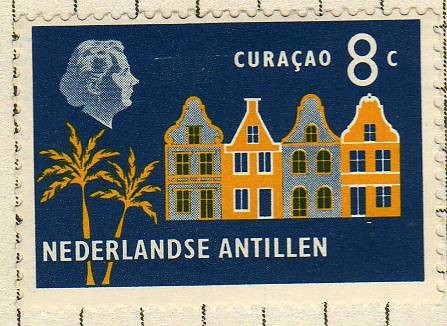 CURAÇAO 8 C
NEDERLANDSE ANTILLEN